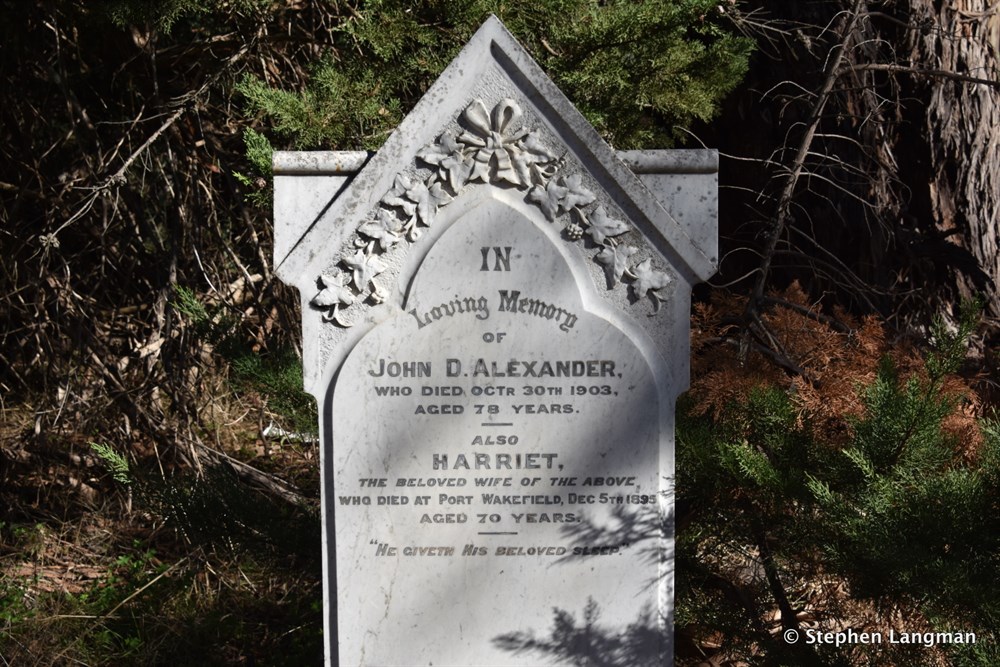 IN
Loving Memory
OF
JOHN D. ALEXANDER,
WHO DIED OCTR 30TH 1903,
AGED 78 YEARS.
ALSO
HARRIET,
THE BELOVED WIFE OF THE ABOVE,
WHO DIED AT PORT WAKEFIELD, DEC 5TH 1895
AGED 70 YEARS.
"HE GIVETH HIS BELOVED SLEEP."
© Stephen Langman